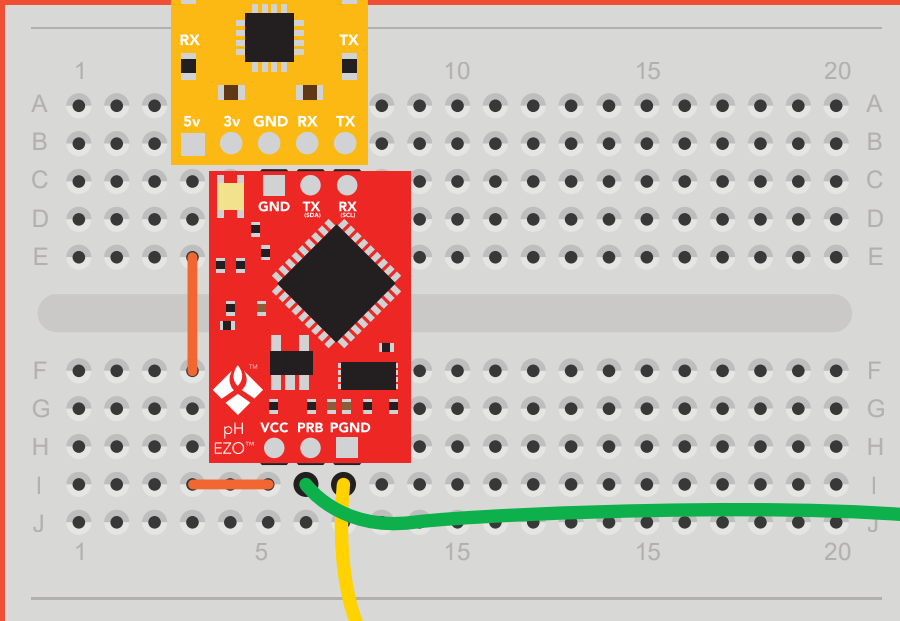 RX TX
1 10 15 20
A A
5v 3v GND RX TX
B B
C C
GND TX RX
(SDA) (SCL)
D D
E E
F TM F
G G
VCC PRB PGND
pH
H H
EZO™
I I
J J
1 5 15 15 20